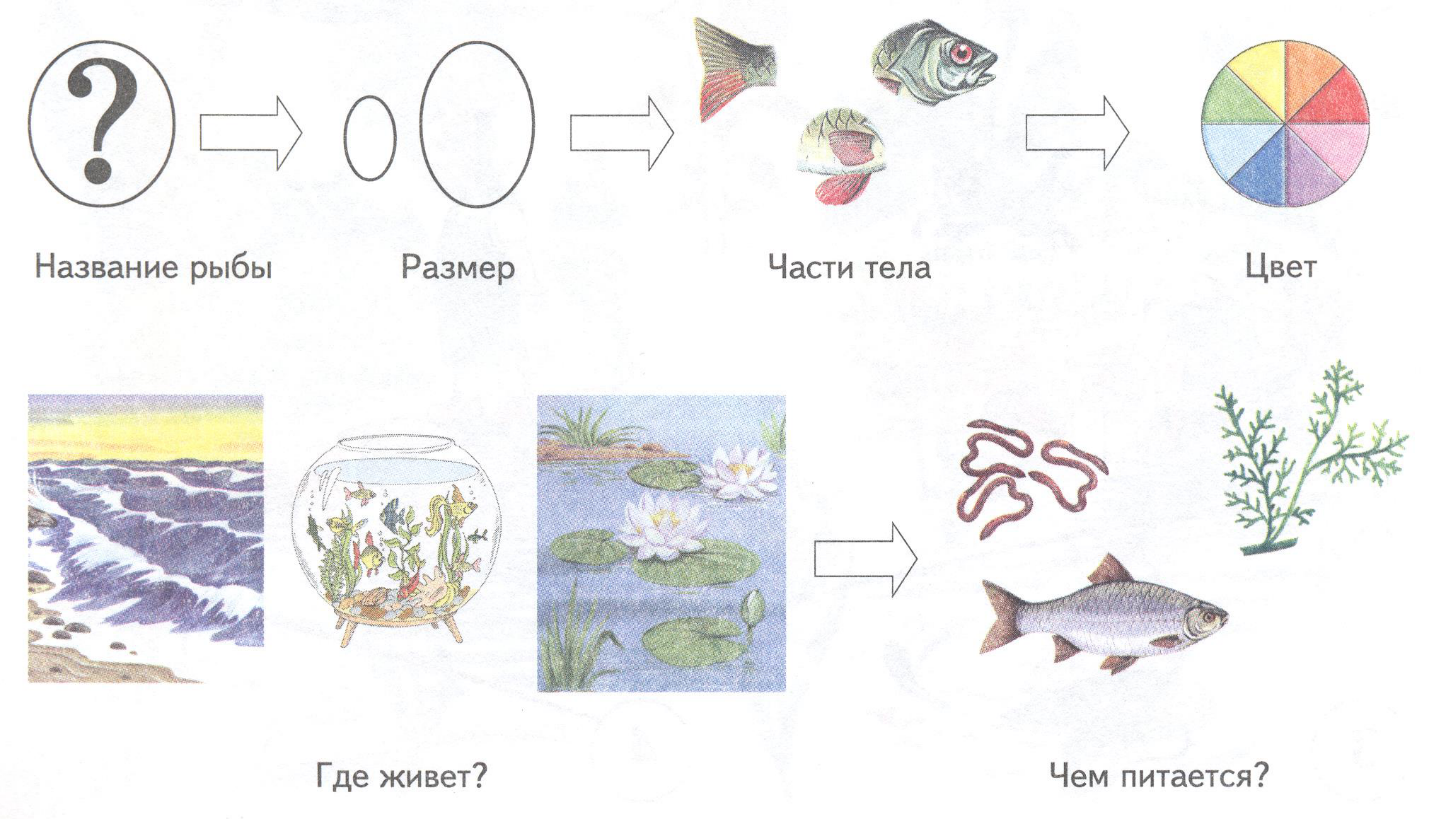 ?
Название рыбы
Размер
Части тела
Цвет
Где живет?
Чем питается?